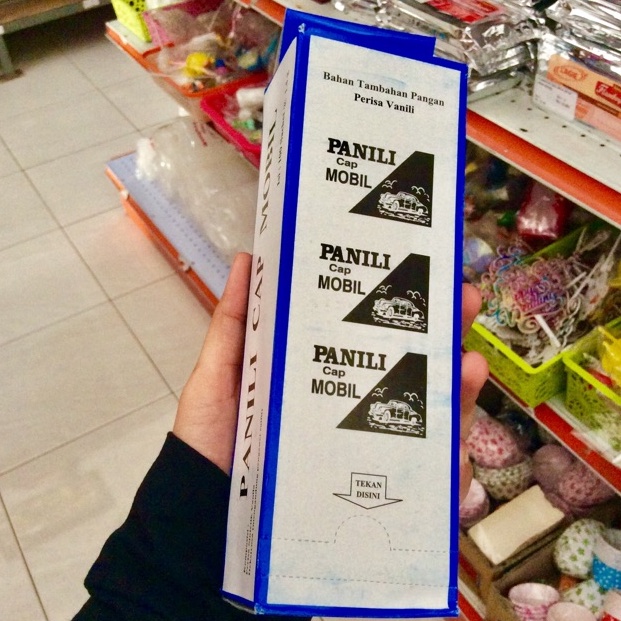 Bahan Tambahan Pangan
Perisa Vanili
PANILI
Cap
MOBIL
PANILI
Cap
MOBIL
PANILI
Cap
MOBIL
TEKAN
DISINI
PANILI CAP MOBIL